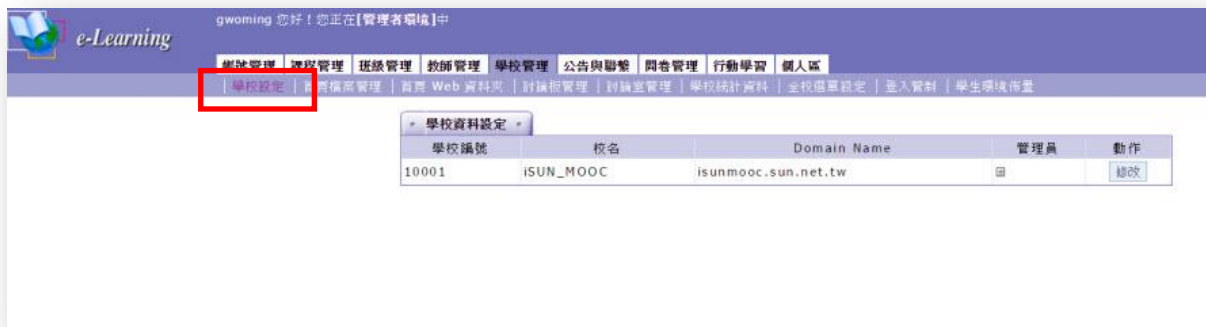 e-Learning
gwoming 您好！您正在[管理者環境]中
帳號管理 課程管理 班級管理 教師管理 學校管理 公告與聯繫 問卷管理 行動學習 個人區
| 學校設定 | 首頁檔案管理 | 首頁 Web 資料夾 | 討論板管理 | 討論室管理 | 學校統計資料 | 全校選單設定 | 登入管制 | 學生環境佈置
學校資料設定
學校編號 校名 Domain Name 管理員 動作
10001 iSUN_MOOC isunmooc.sun.net.tw 修改